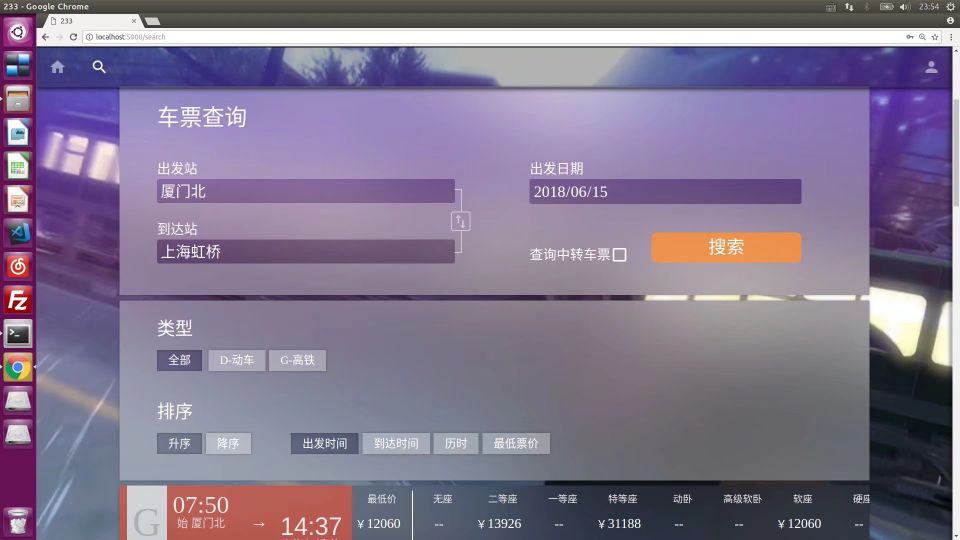 233 - Google Chrome
23:54
233
localhost:5000/search
车票查询
出发站
厦门北
到达站
上海虹桥
出发日期
2018/06/15
查询中转车票
搜索
类型
全部 D-动车 G-高铁
排序
升序 降序 出发时间 到达时间 历时 最低票价
G
07:50
始 厦门北
→
14:37
最低价 无座 二等座 一等座 特等座 动卧 高级软卧 软座 硬座
¥12060 -- ¥13926 -- ¥31188 -- -- ¥12060 --